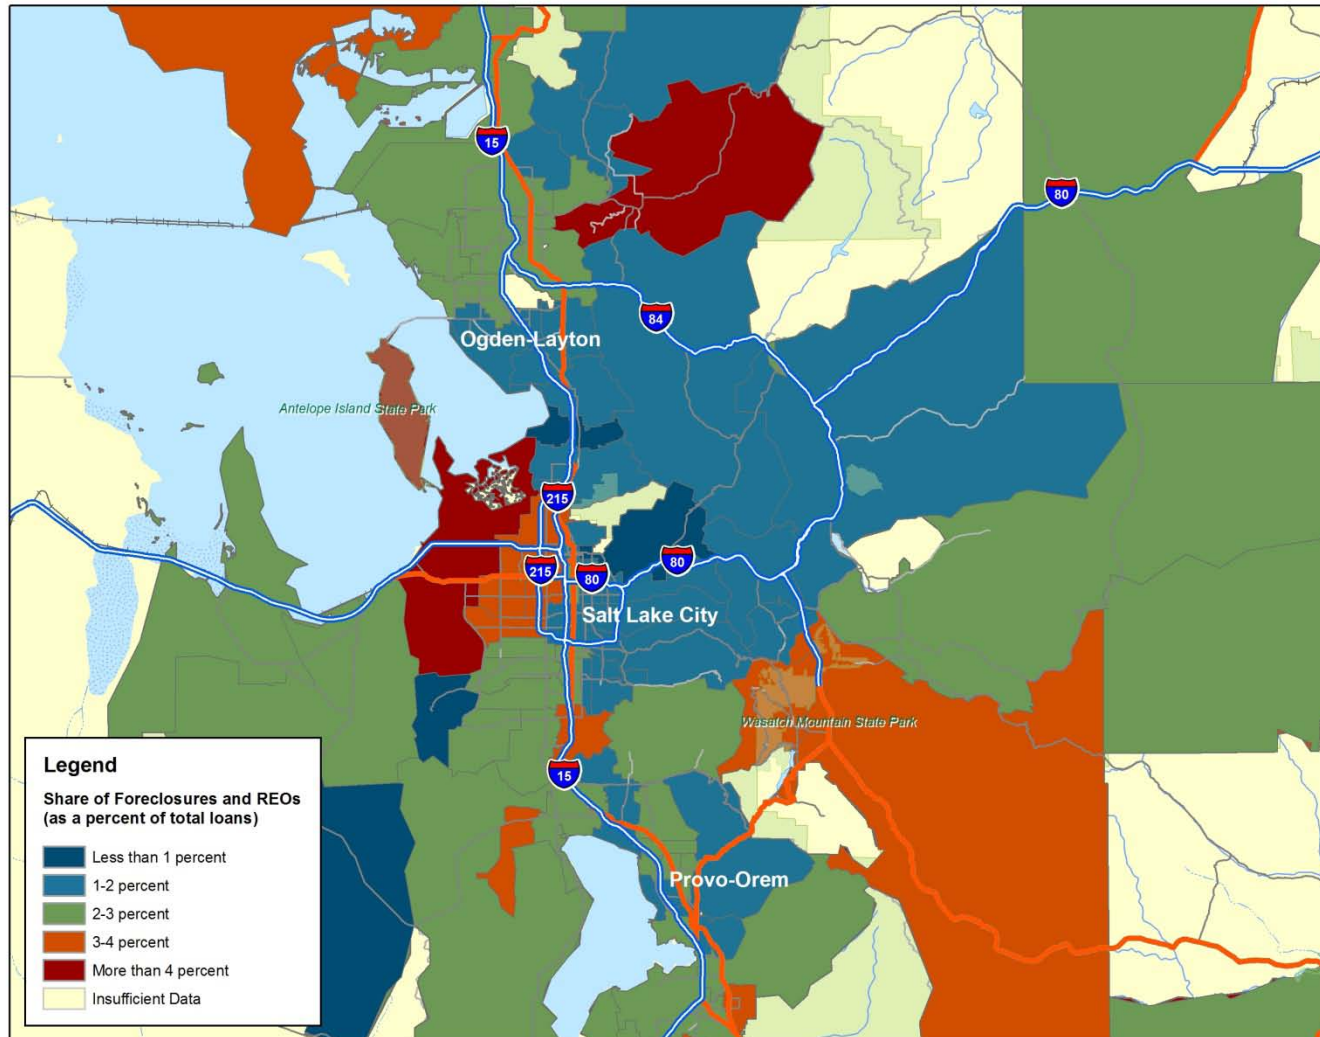 15
80
84
Ogden-Layton
Antelope Island State Park
215
215
80
80
Salt Lake City
Wasatch Mountain State Park
15
Provo-Orem
Legend
Share of Foreclosures and REOs
(as a percent of total loans)
Less than 1 percent
1-2 percent
2-3 percent
3-4 percent
More than 4 percent
Insufficient Data